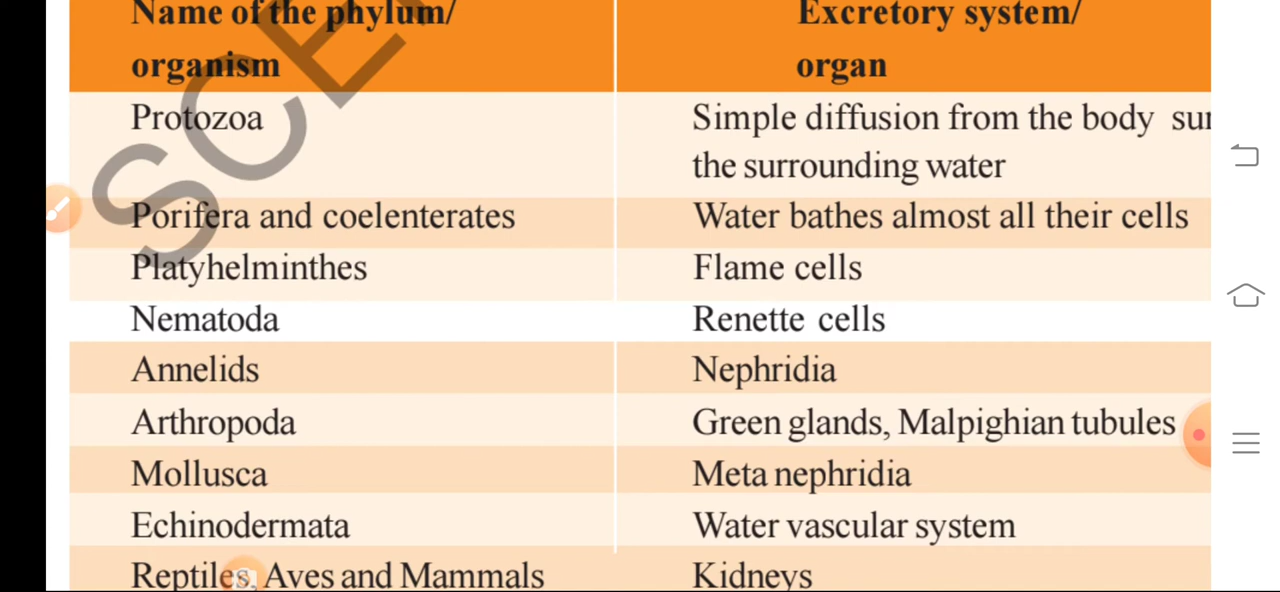 Name of the phylum/ Excretory system/
organism organ
Protozoa Simple diffusion from the body
the surrounding water
Porifera and coelenterates Water bathes almost all their cells
Platyhelminthes Flame cells
Nematoda Renette cells
Annelids Nephridia
Arthropoda Green glands, Malpighian tubules
Mollusca Meta nephridia
Echinodermata Water vascular system
Reptiles, Aves and Mammals Kidneys